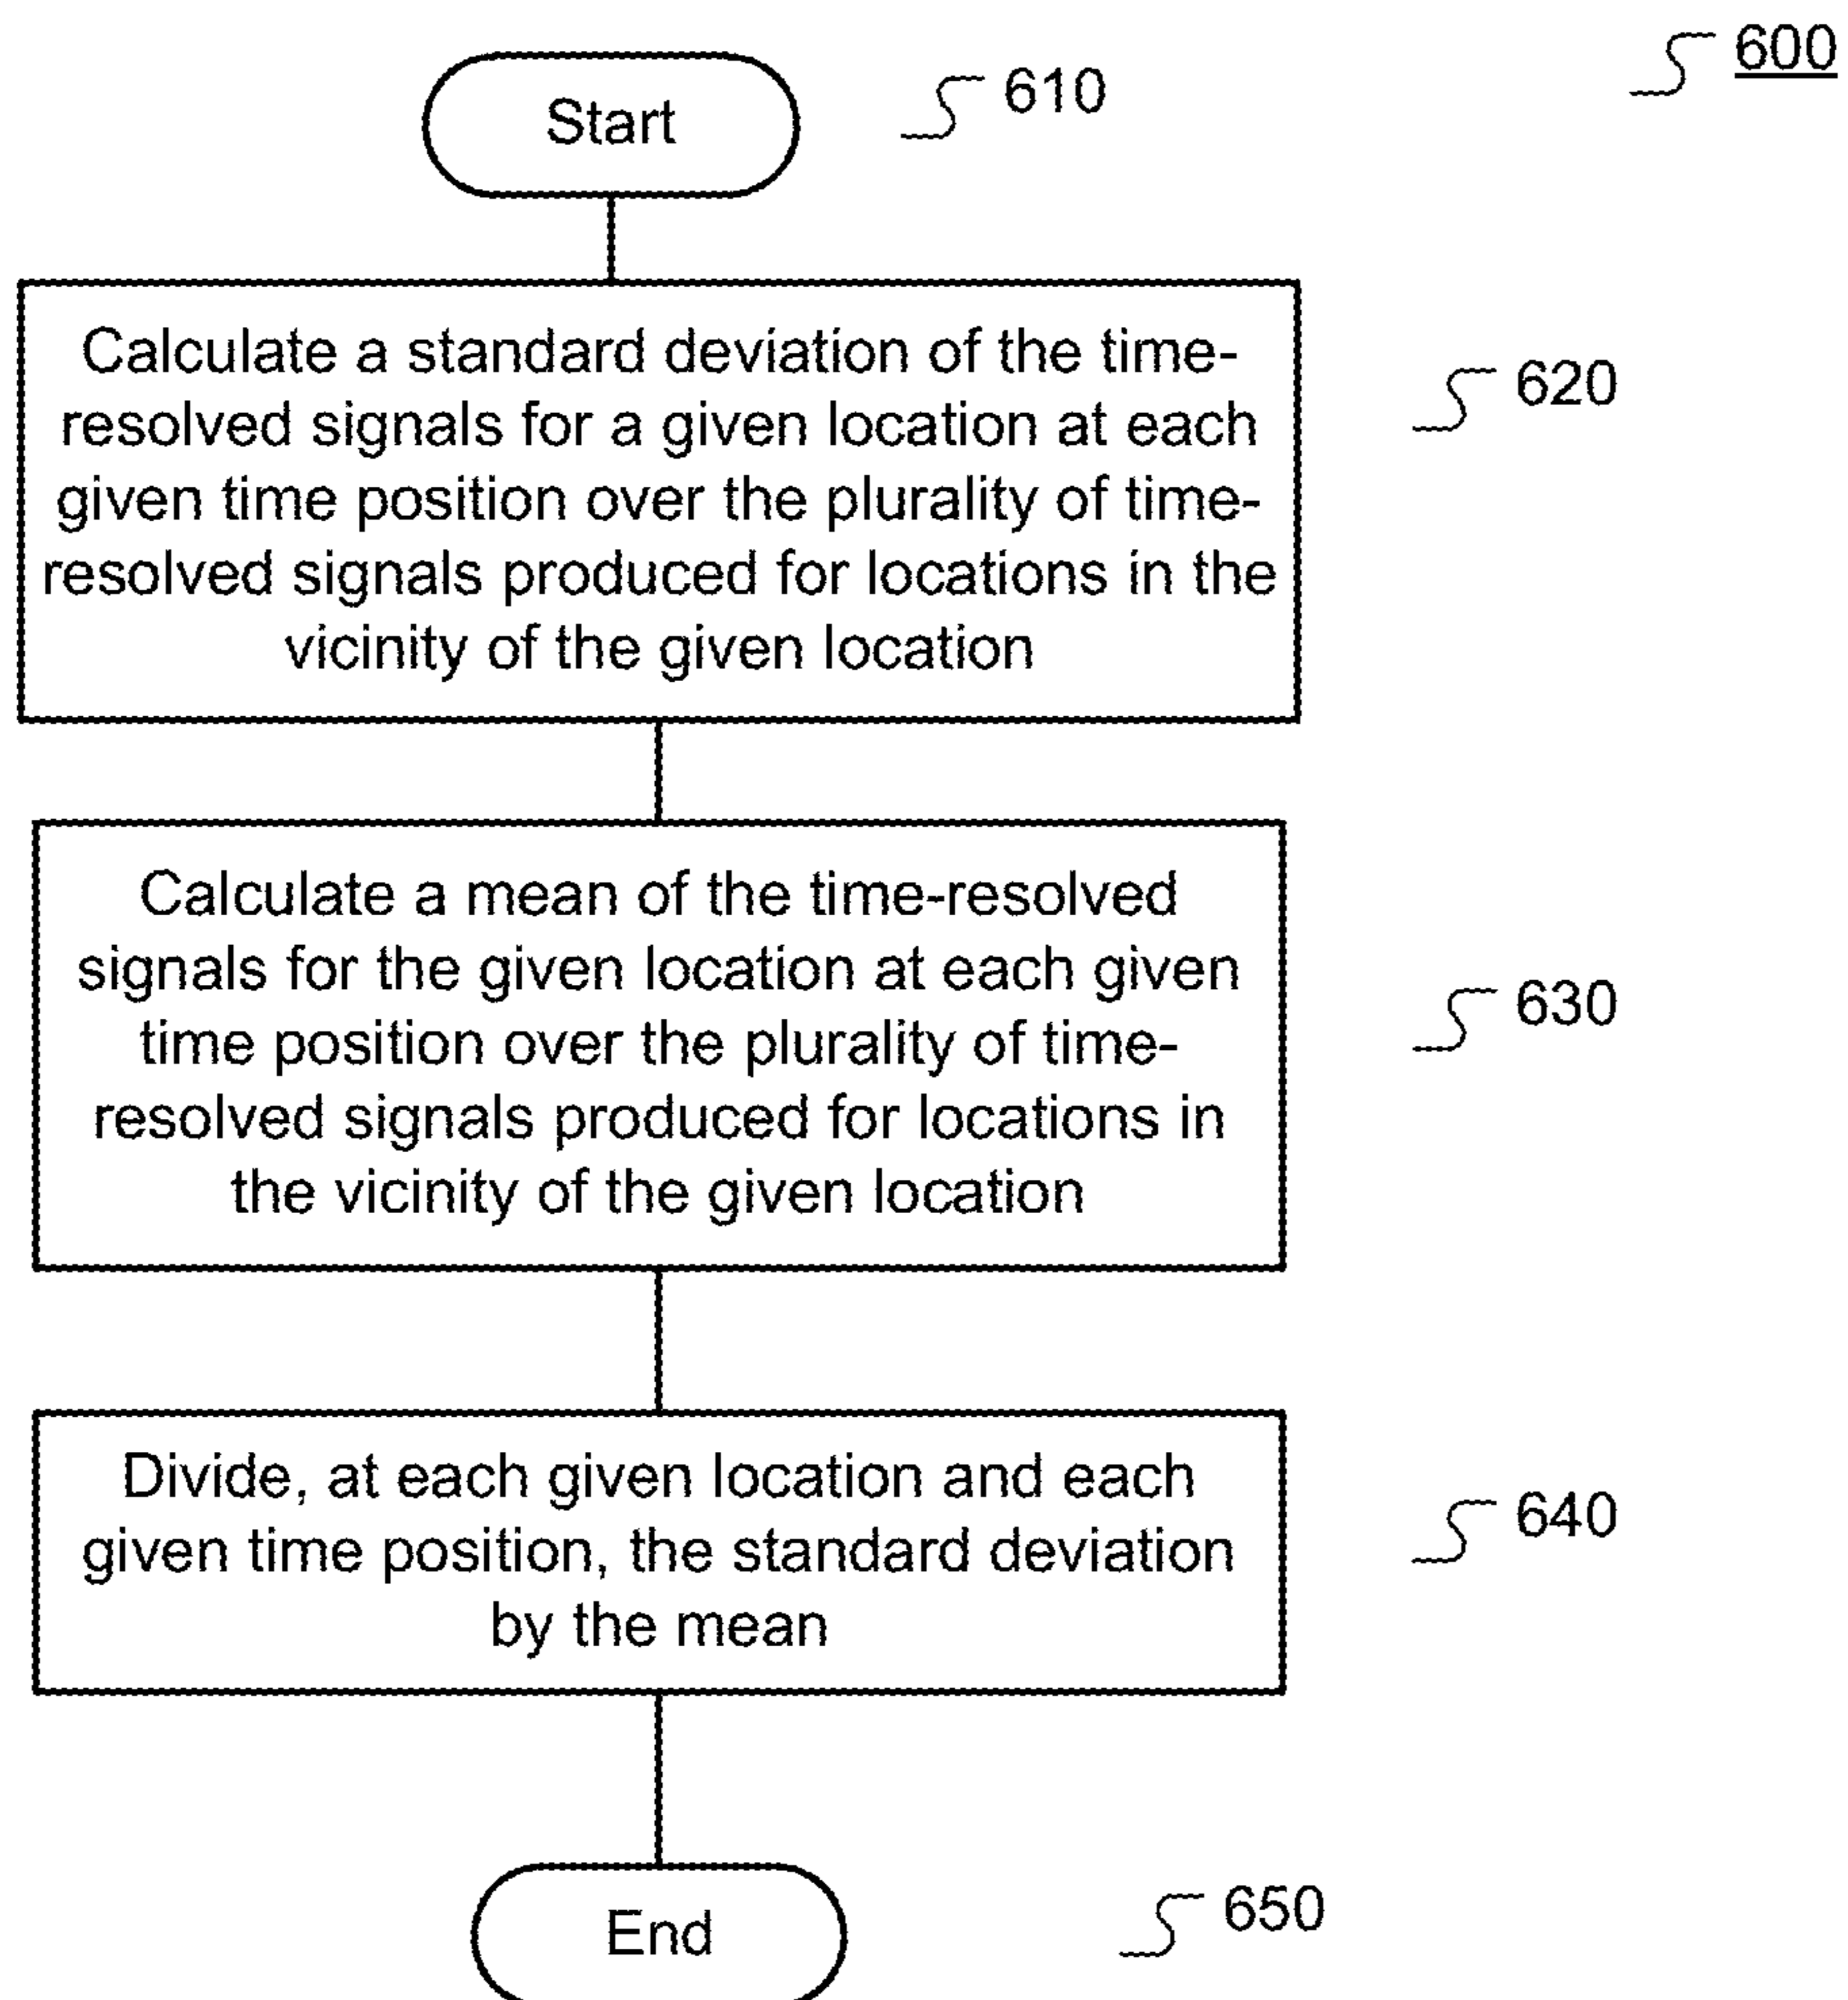 600
Start
610
Calculate a standard deviation of the time-
resolved signals for a given location at each
given time position over the plurality of time-
resolved signals produced for locations in the
vicinity of the given location
620
Calculate a mean of the time-resolved
signals for the given location at each given
time position over the plurality of time-
resolved signals produced for locations in
the vicinity of the given location
630
Divide, at each given location and each
given time position, the standard deviation
by the mean
640
End
650